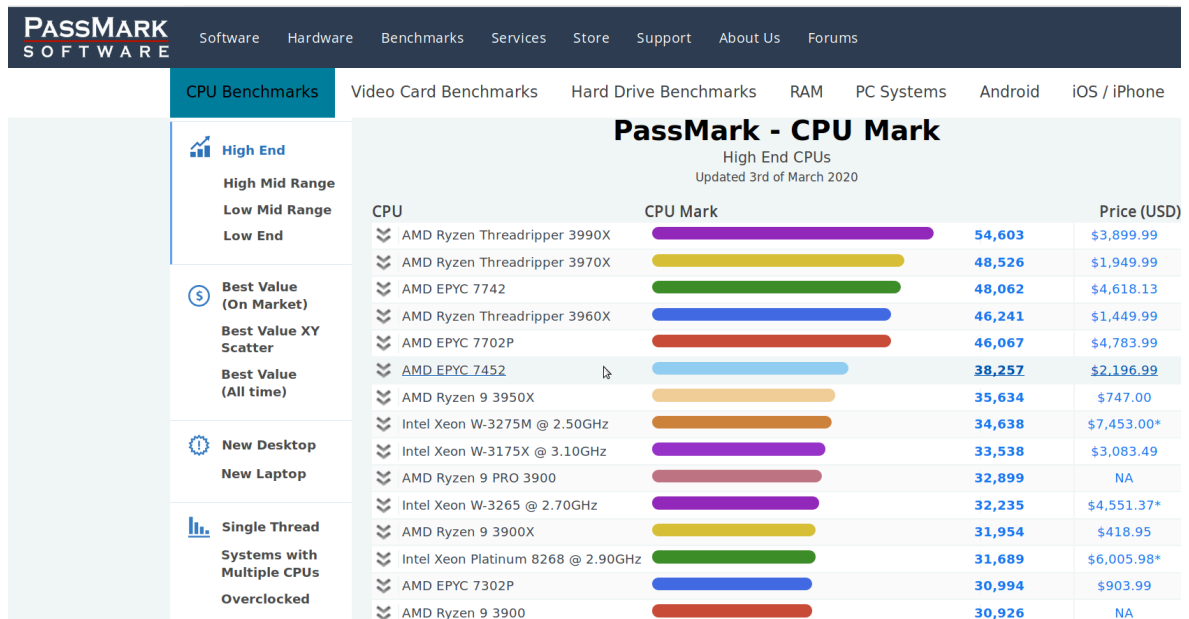 PASSMARK
SOFTWARE
Software Hardware Benchmarks Services Store Support About Us Forums
CPU Benchmarks Video Card Benchmarks Hard Drive Benchmarks RAM PC Systems Android iOS / iPhone
High End
High Mid Range
Low Mid Range
Low End
Best Value
(On Market)
Best Value XY
Scatter
Best Value
(All time)
New Desktop
New Laptop
Single Thread
Systems with
Multiple CPUs
Overclocked
PassMark - CPU Mark
High End CPUs
Updated 3rd of March 2020
CPU CPU Mark Price (USD)
AMD Ryzen Threadripper 3990X 54,603 $3,899.99
AMD Ryzen Threadripper 3970X 48,526 $1,949.99
AMD EPYC 7742 48,062 $4,618.13
AMD Ryzen Threadripper 3960X 46,241 $1,449.99
AMD EPYC 7702P 46,067 $4,783.99
AMD EPYC 7452 38,257 $2,196.99
AMD Ryzen 9 3950X 35,634 $747.00
Intel Xeon W-3275M @ 2.50GHz 34,638 $7,453.00*
Intel Xeon W-3175X @ 3.10GHz 33,538 $3,083.49
AMD Ryzen 9 PRO 3900 32,899 NA
Intel Xeon W-3265 @ 2.70GHz 32,235 $4,551.37*
AMD Ryzen 9 3900X 31,954 $418.95
Intel Xeon Platinum 8268 @ 2.90GHz 31,689 $6,005.98*
AMD EPYC 7302P 30,994 $903.99
AMD Ryzen 9 3900 30,926 NA